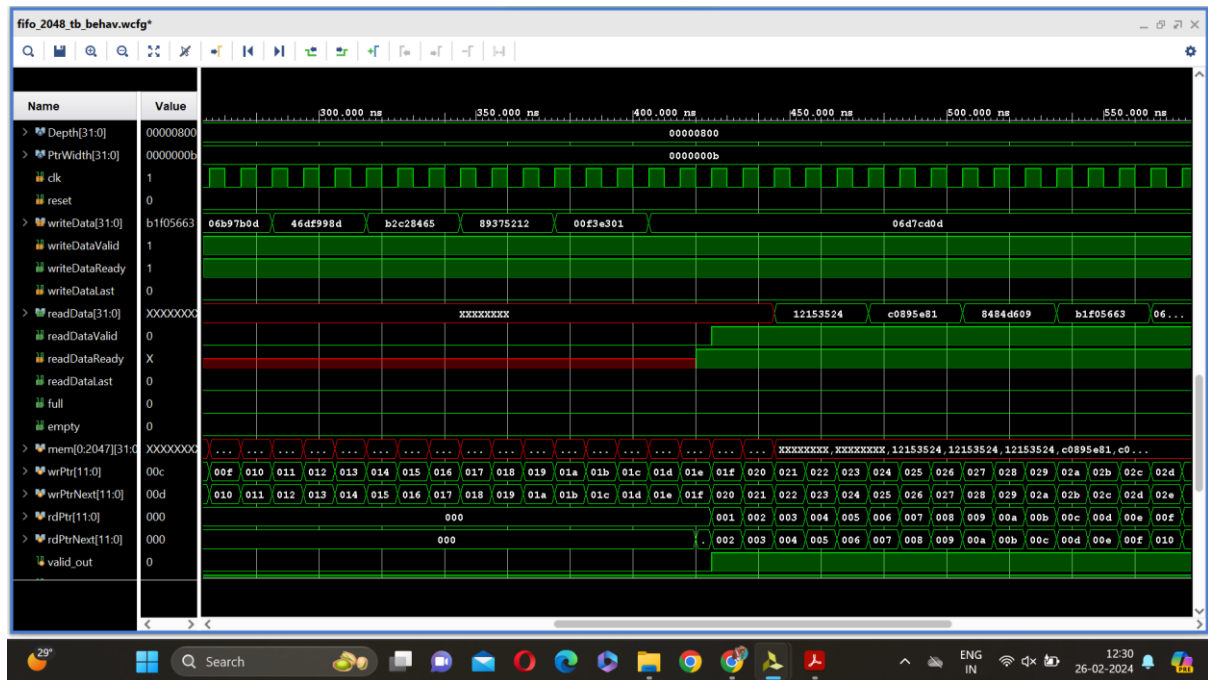 fifo_2048_tb_behav.wcfg*
Name Value
300.000 ns 350.000 ns 400.000 ns 450.000 ns 500.000 ns 550.000 ns
Depth[31:0] 00000800 00000800
PtrWidth[31:0] 0000000b 0000000b
clk 1
reset 0
writeData[31:0] b1f05663 06b97b0d 46df998d b2c28465 89375212 00f3e301 06d7cd0d
writeDataValid 1
writeDataReady 1
writeDataLast 0
readData[31:0] XXXXXXXX XXXXXXXX 12153524 c0895e81 8484d609 b1f05663 06...
readDataValid 0
readDataReady X
readDataLast 0
full 0
empty 0
mem[0:2047][31:0 XXXXXXXX ... ... ... ... ... ... ... ... ... ... ... ... ... ... ... ... ... ... XXXXXXXX,XXXXXXXX,12153524,12153524,12153524,c0895e81,c0...
wrPtr[11:0] 00c 00f 010 011 012 013 014 015 016 017 018 019 01a 01b 01c 01d 01e 01f 020 021 022 023 024 025 026 027 028 029 02a 02b 02c 02d
wrPtrNext[11:0] 00d 010 011 012 013 014 015 016 017 018 019 01a 01b 01c 01d 01e 01f 020 021 022 023 024 025 026 027 028 029 02a 02b 02c 02d 02e
rdPtr[11:0] 000 000 001 002 003 004 005 006 007 008 009 00a 00b 00c 00d 00e 00f
rdPtrNext[11:0] 000 000 . 002 003 004 005 006 007 008 009 00a 00b 00c 00d 00e 00f 010
valid_out 0
29°
Search
ENG
IN
12:30
26-02-2024
PRE